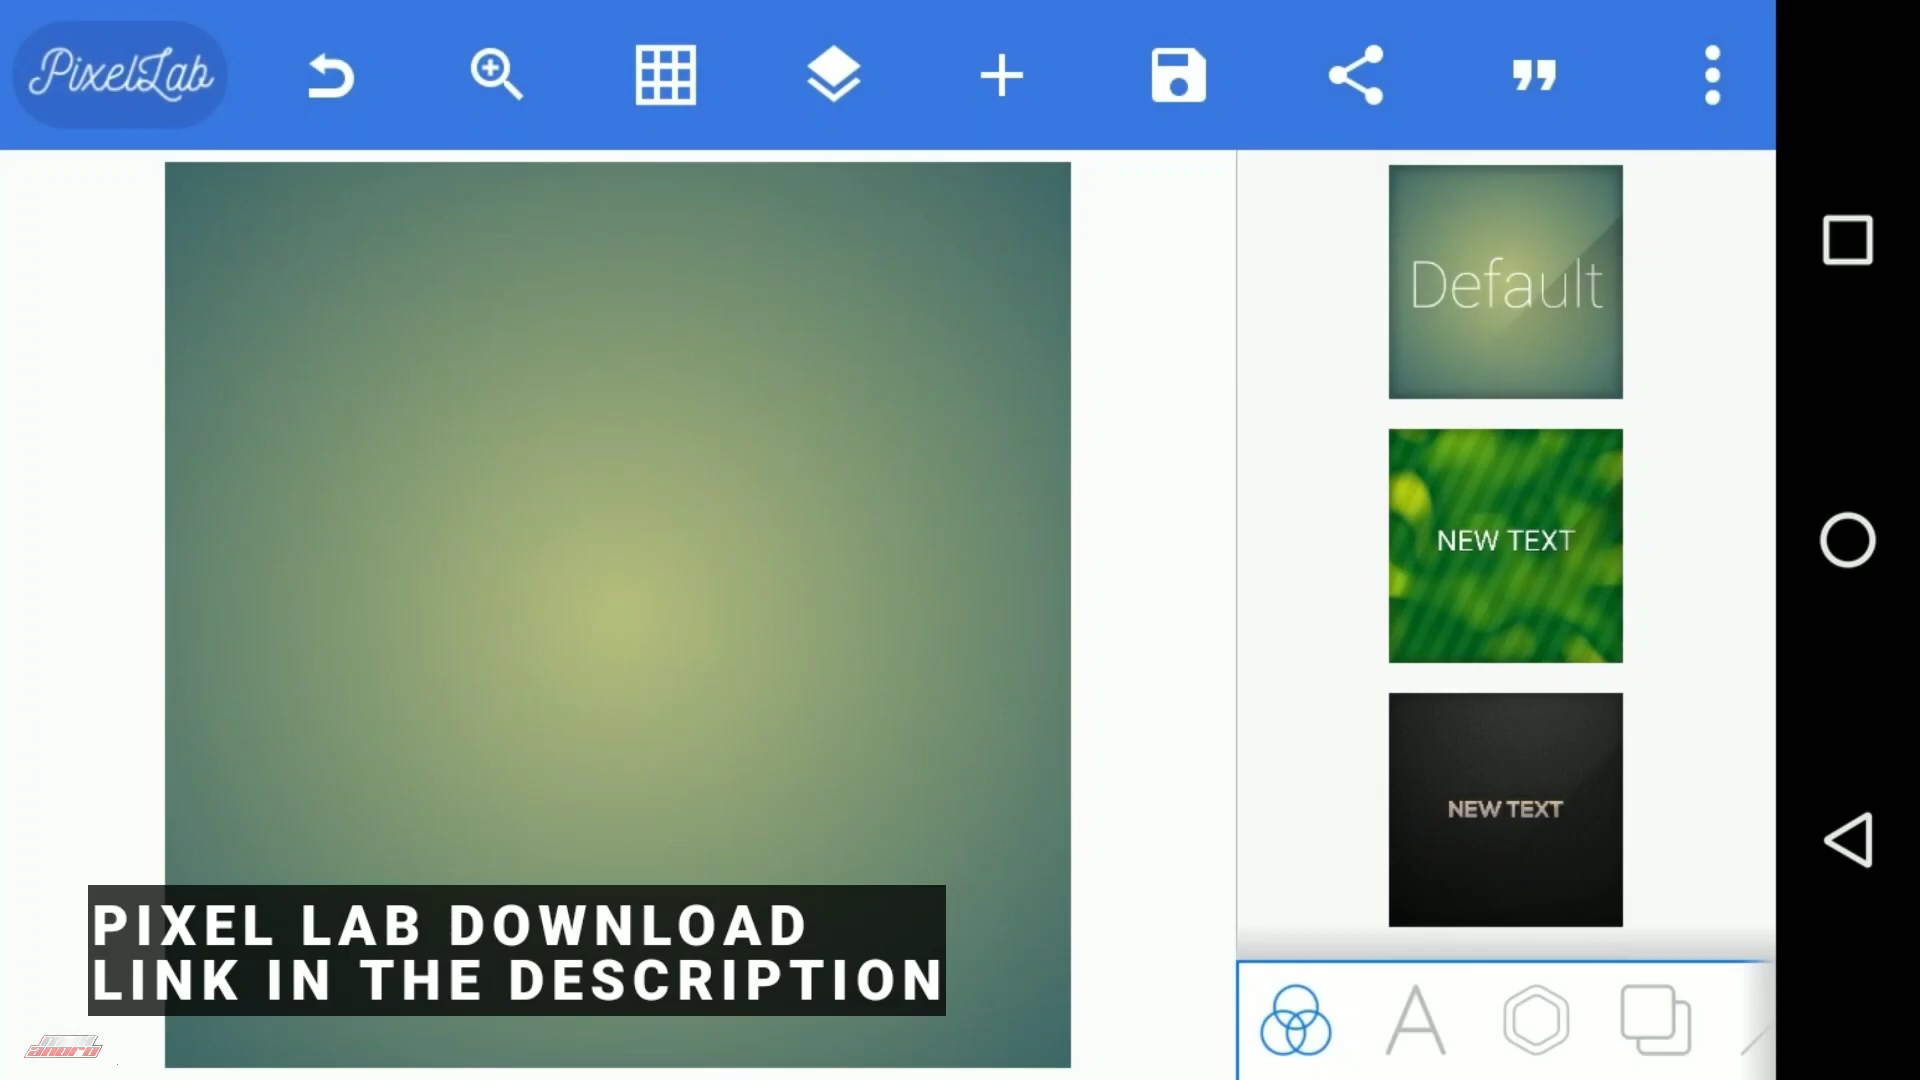 PixelLab
Default
NEW TEXT
NEW TEXT
PIXEL LAB DOWNLOAD
LINK IN THE DESCRIPTION